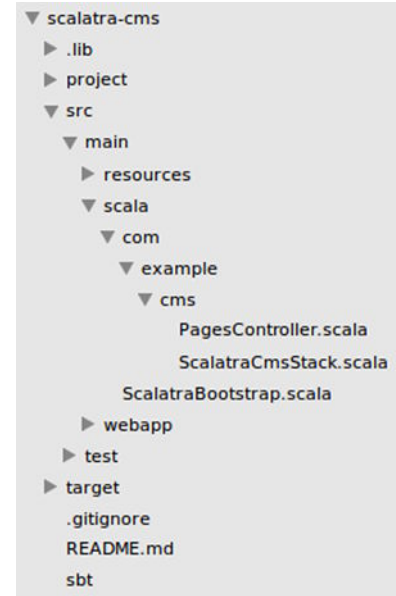 scalatra-cms
.lib
project
src
main
resources
scala
com
example
cms
PagesController.scala
ScalatraCmsStack.scala
ScalatraBootstrap.scala
webapp
test
target
.gitignore
README.md
sbt